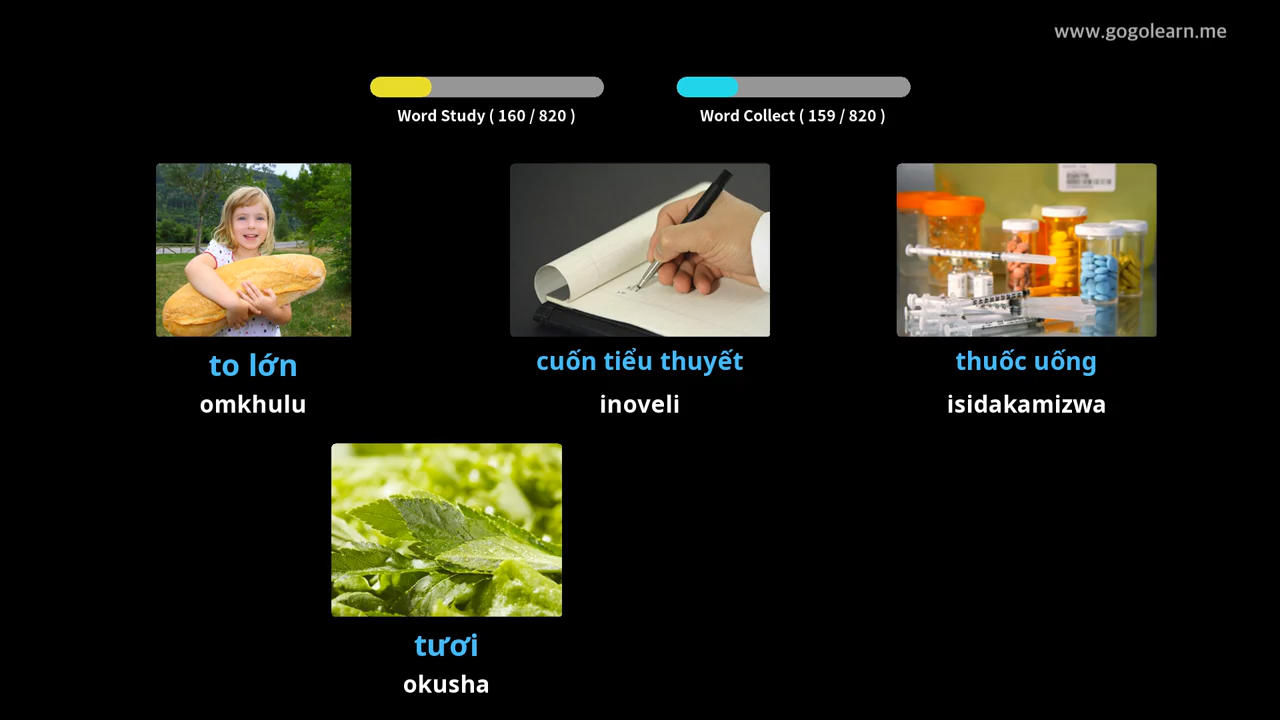 www.gogolearn.me
Word Study ( 160 / 820 )
Word Collect ( 159 / 820 )
to lớn
omkhulu
cuốn tiểu thuyết
inoveli
thuốc uống
isidakamizwa
tươi
okusha